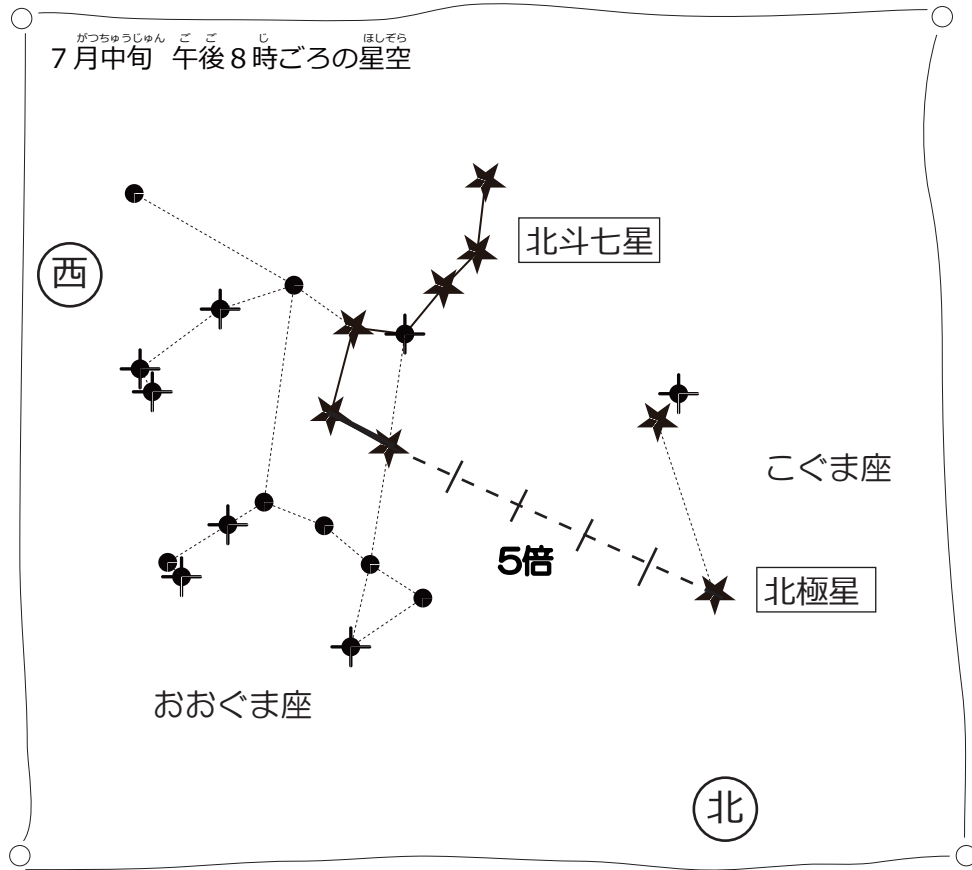 がつちゅうじゅん ご ご じ ほしぞら
7月中旬 午後8時ごろの星空
北斗七星
西
こぐま座
5倍
北極星
おおぐま座
北